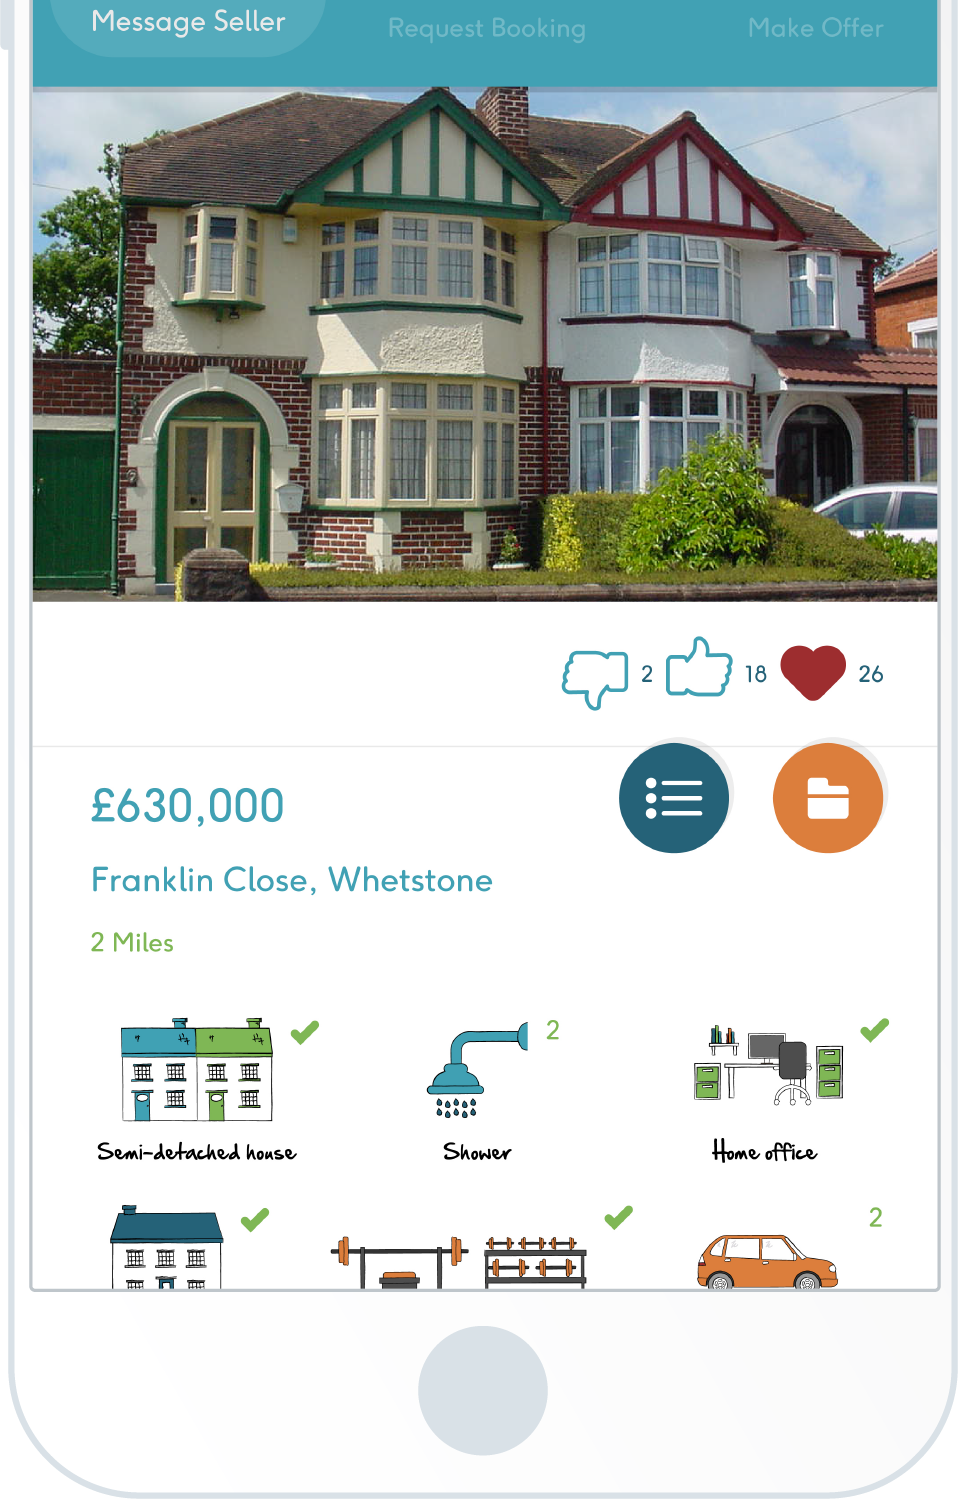 Message Seller
Request Booking
Make Offer
2
18
26
£630,000
Franklin Close, Whetstone
2 Miles
2
Semi-detached house
Shower
Home office
2